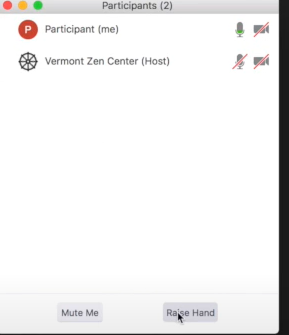 Participants (2)
P Participant (me)
Vermont Zen Center (Host)
Mute Me Raise Hand